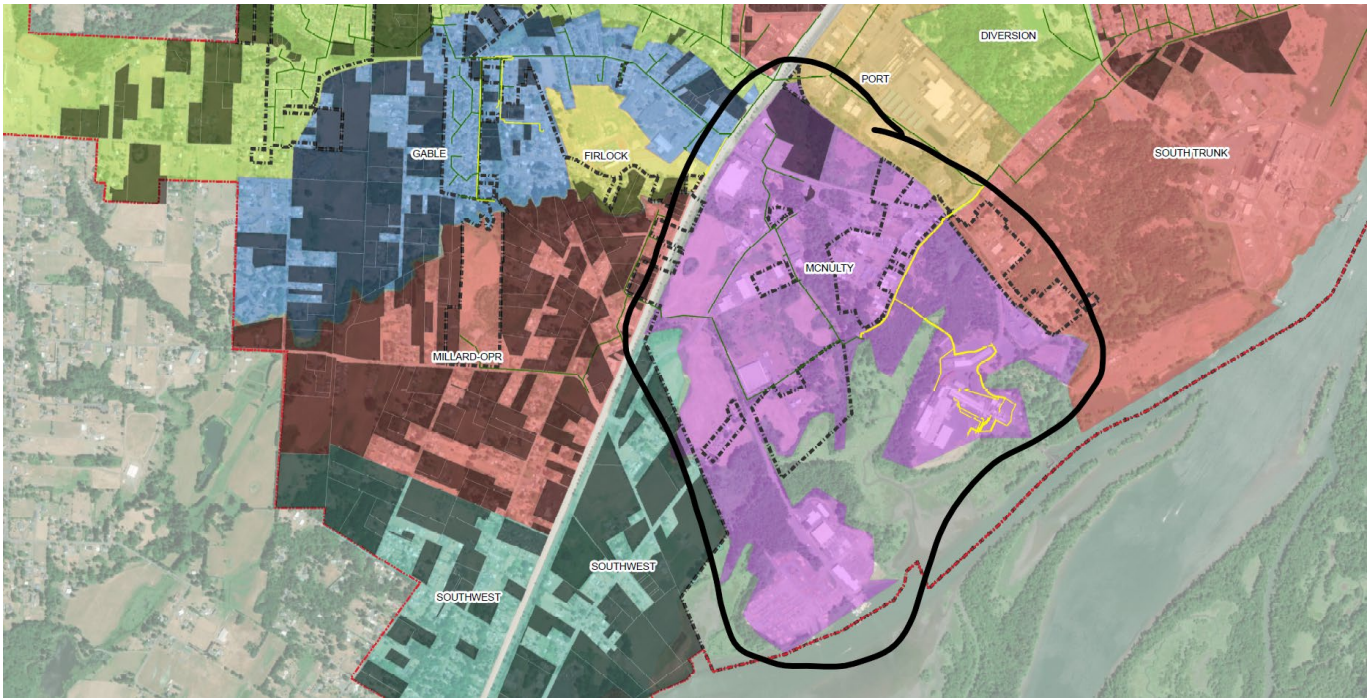 DIVERSION
PORT
GABLE
FIRLOCK
SOUTH TRUNK
MCNULTY
MILLARD-OPR
SOUTHWEST
SOUTHWEST